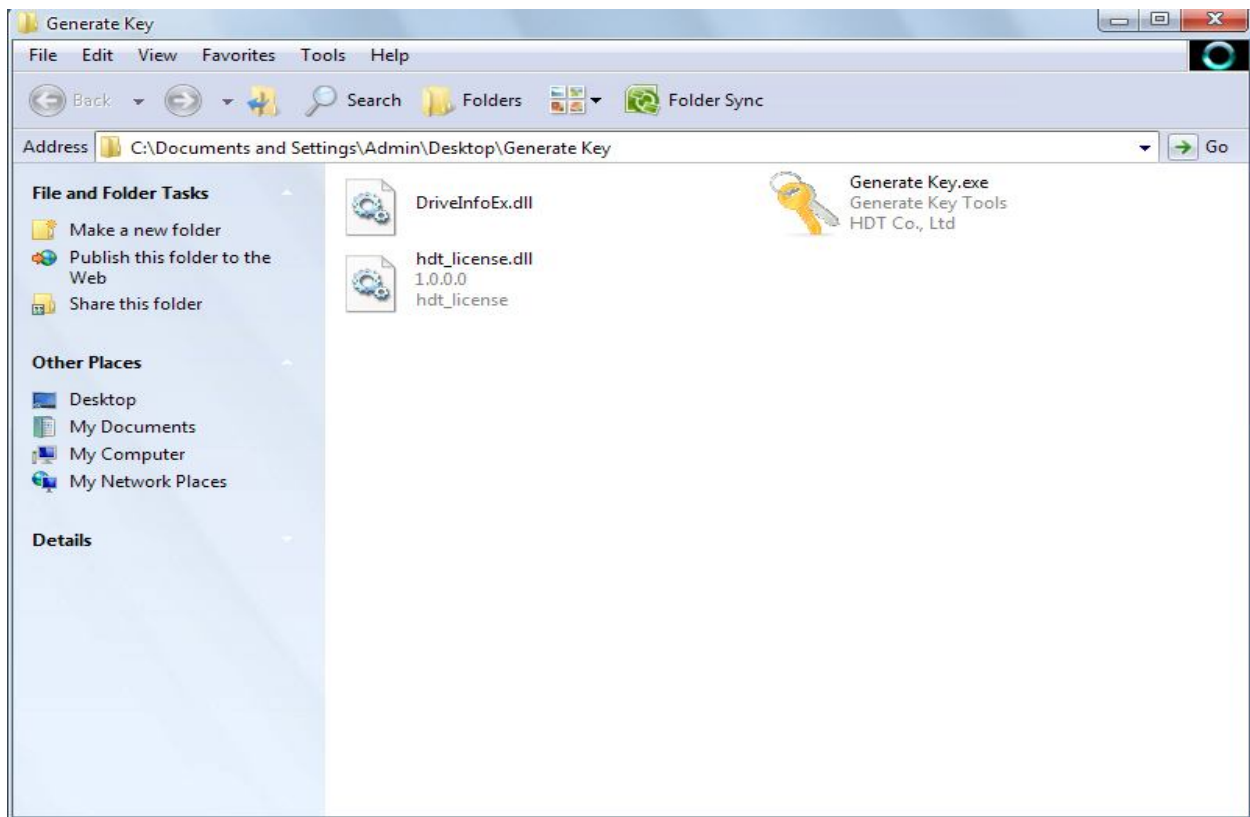 Generate Key
File Edit View Favorites Tools Help
Back Search Folders Folder Sync
Address C:\Documents and Settings\Admin\Desktop\Generate Key Go
File and Folder Tasks
Make a new folder
Publish this folder to the
Web
Share this folder
Other Places
Desktop
My Documents
My Computer
My Network Places
Details
DriveInfoEx.dll
Generate Key.exe
Generate Key Tools
HDT Co., Ltd
hdt_license.dll
1.0.0.0
hdt_license